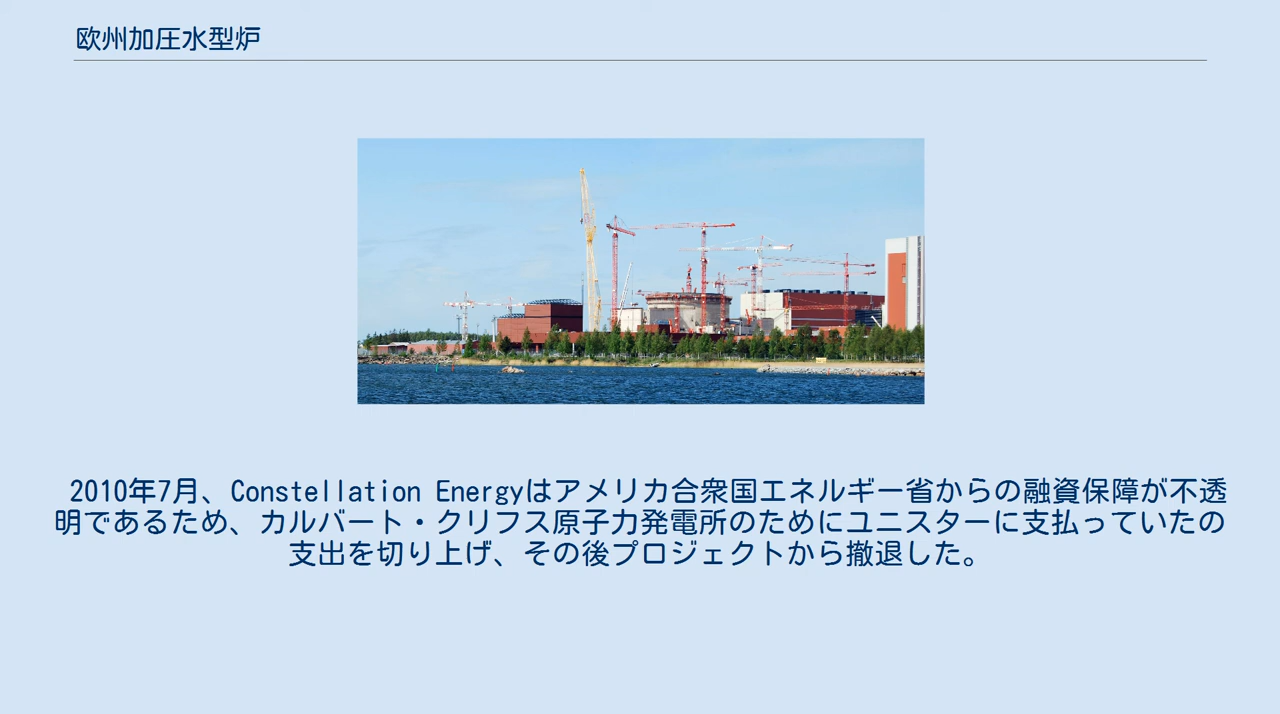 欧州加圧水型炉
2010年7月、Constellation Energyはアメリカ合衆国エネルギー省からの融資保障が不透
明であるため、カルバート・クリフス原子力発電所のためにユニスターに支払っていたの
支出を切り上げ、その後プロジェクトから撤退した。